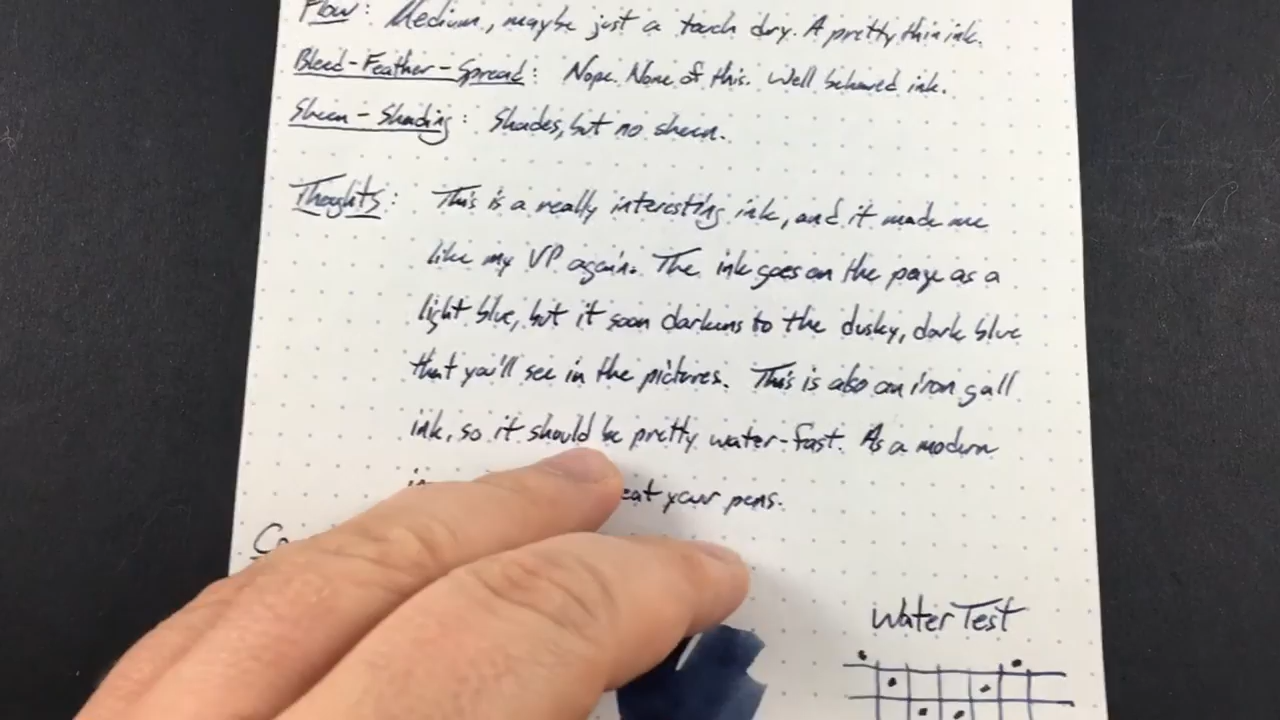 Flow: Medium, maybe just a touch dry. A pretty thin ink.
Bleed-Feather-Spread: Nope. None of this. Well behaved ink.
Sheen-Shading: Shades, but no sheen.
Thoghts: This is a really interesting ink, and it made me
like my VP again. The ink goes on the page as a
light blue, but it soon darkens to the dusky, dark blue
that you'll see in the pictures. This is also an iron gall
ink, so it should be pretty water-fast. As a modern
your pens.
Water Test